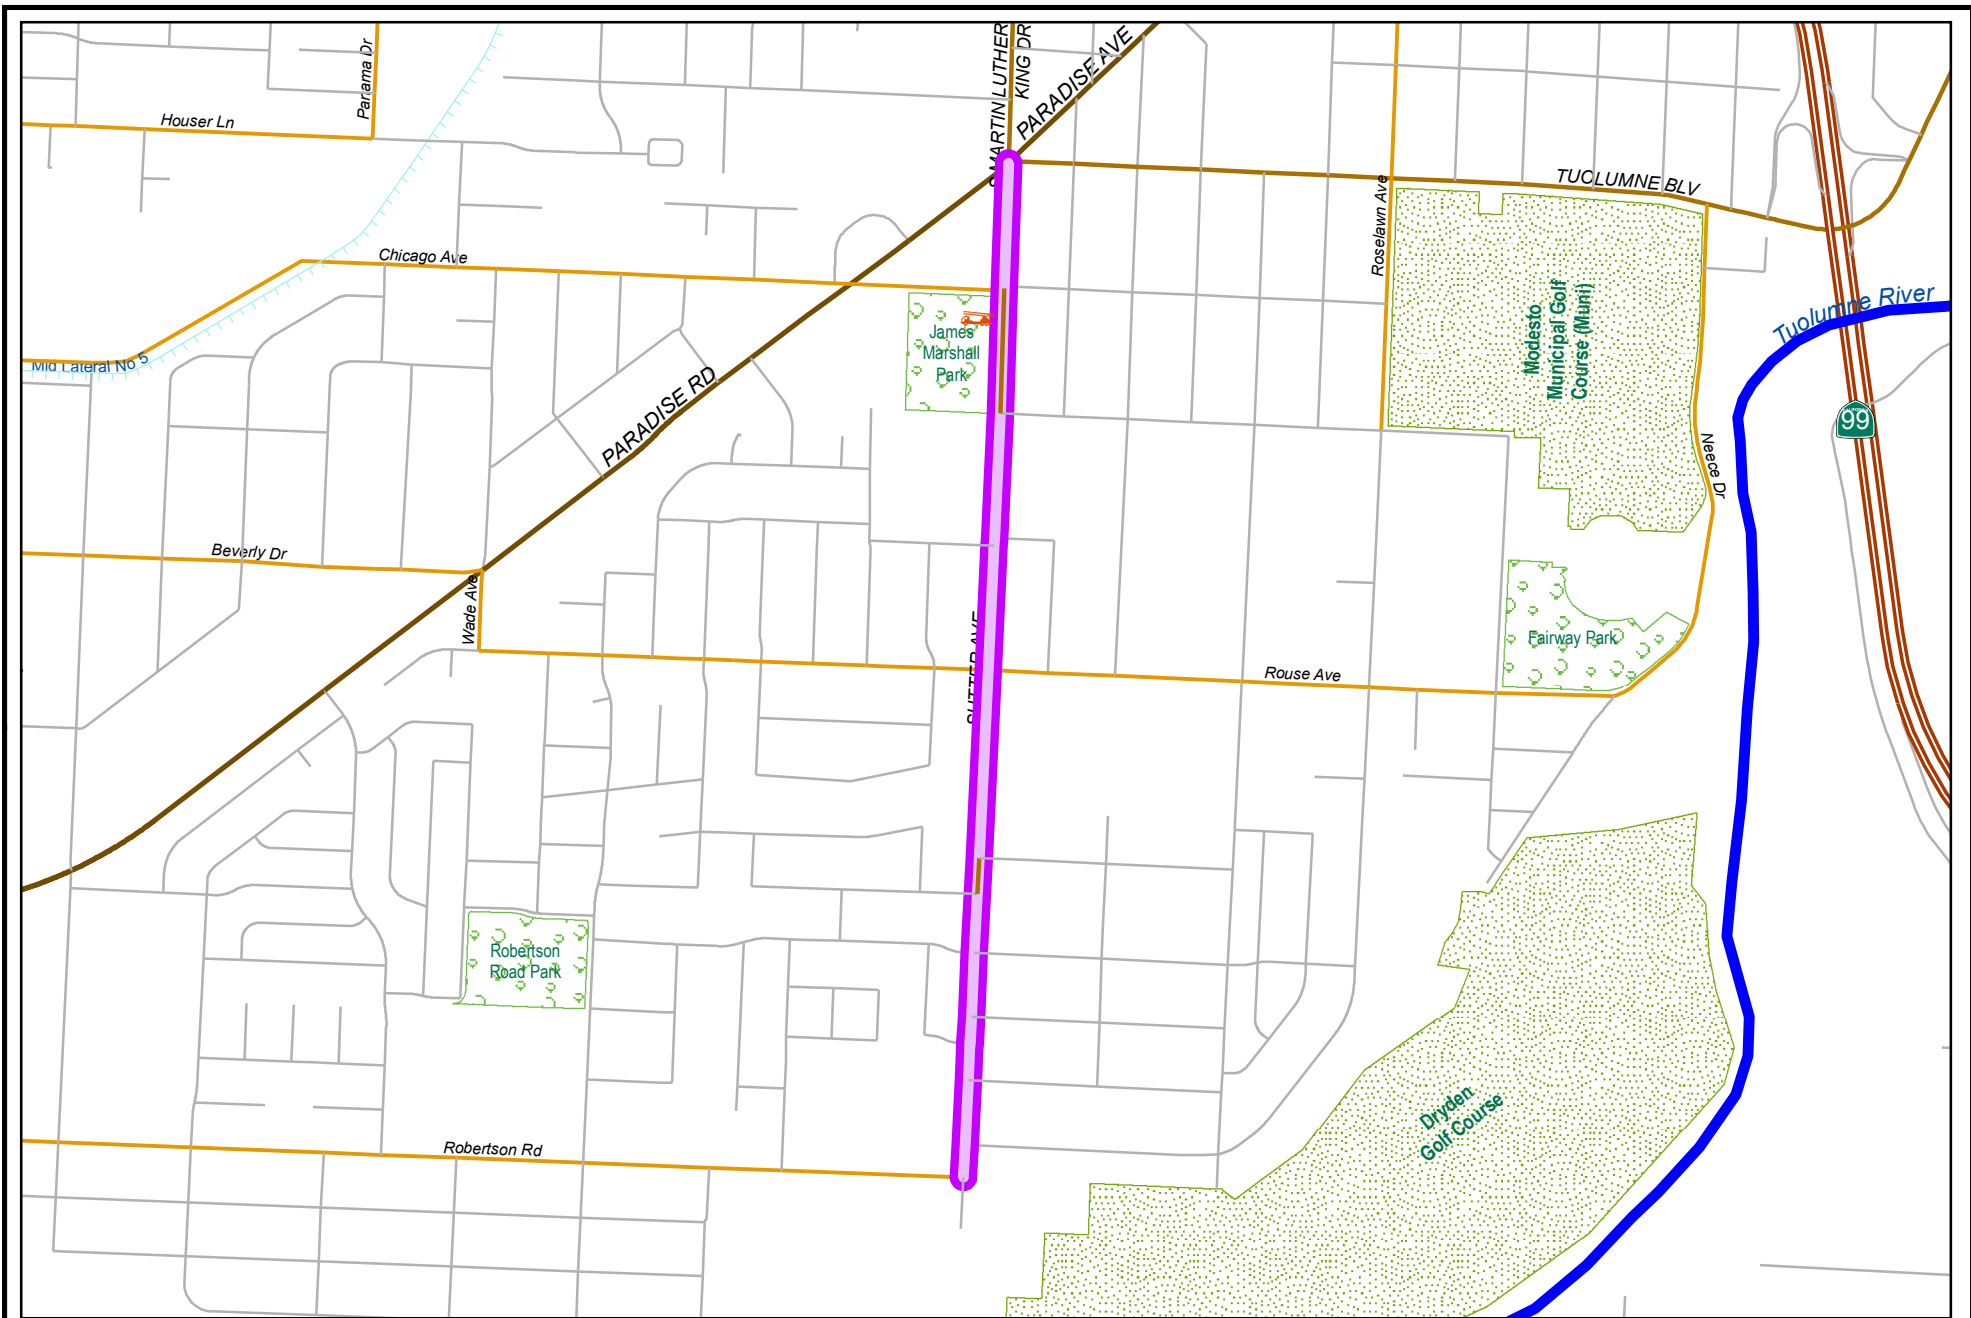 Panama Dr
S MARTIN LUTHER
KING DR
PARADISE AVE
Houser Ln
TUOLUMNE BLV
Roselawn Ave
Chicago Ave
Modesto
Municipal Golf
Course (Muni)
Tuolumne River
James
Marshall
Park
Mid Lateral No 5
PARADISE RD
CALIFORNIA
99
Neece Dr
Beverly Dr
Wade Ave
SUTTER AVE
Fairway Park
Rouse Ave
Robertson
Road Park
Dryden
Golf Course
Robertson Rd